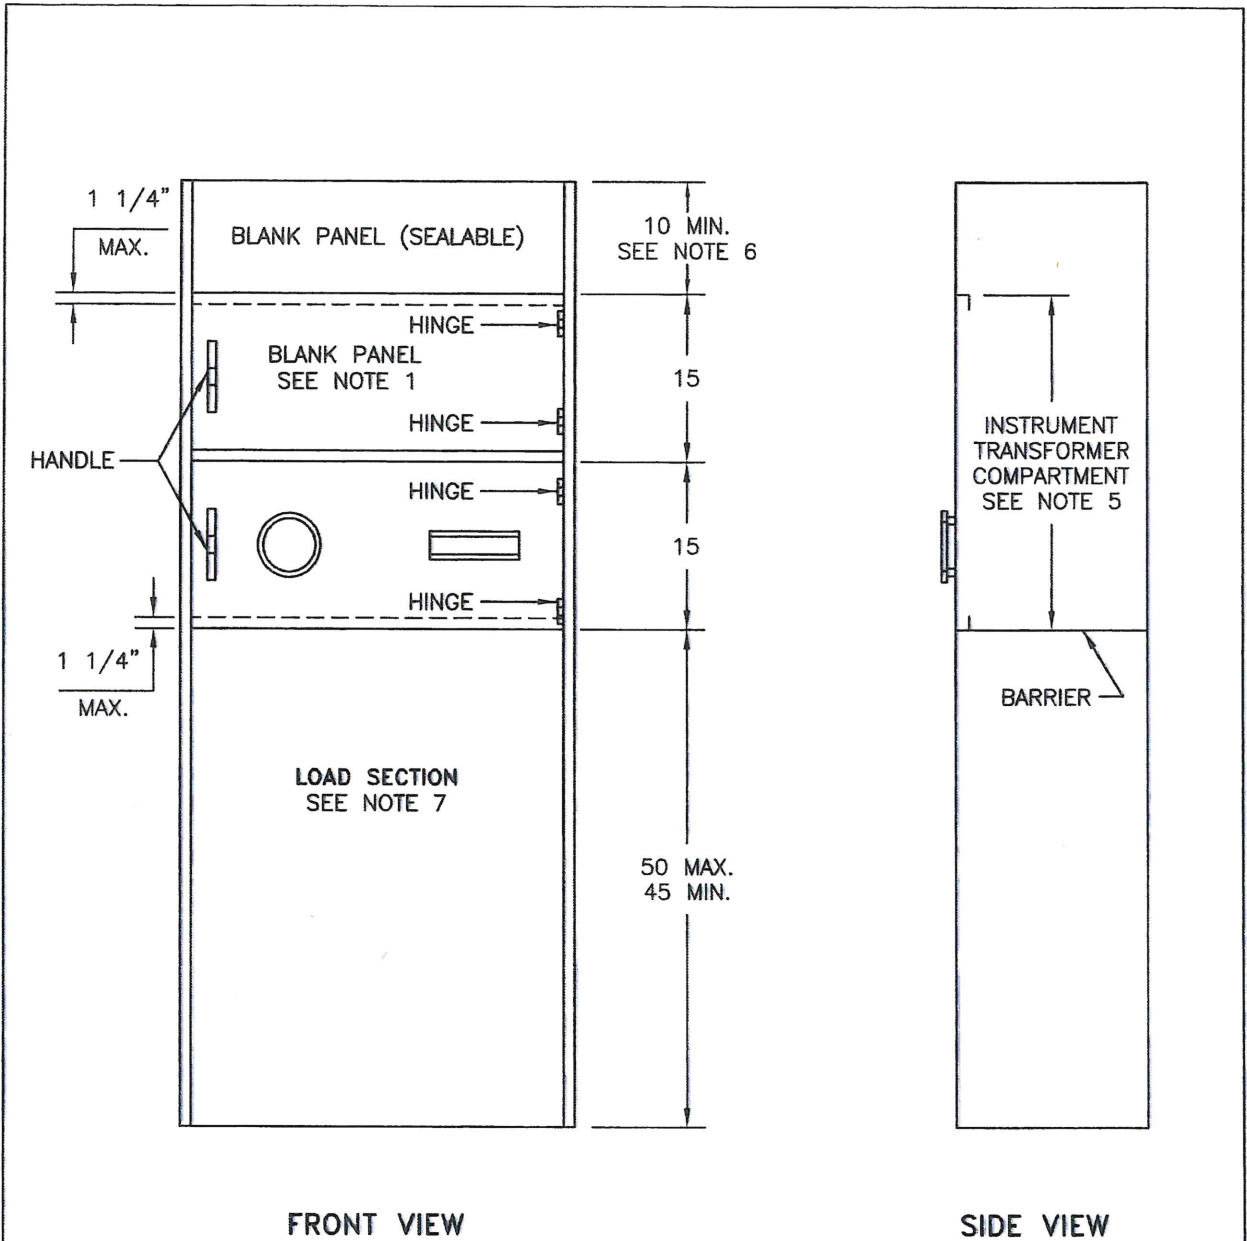 1 1/4"
MAX.
BLANK PANEL (SEALABLE)
10 MIN.
SEE NOTE 6
HINGE
BLANK PANEL
SEE NOTE 1
15
HINGE
HANDLE
HINGE
15
HINGE
1 1/4"
MAX.
LOAD SECTION
SEE NOTE 7
50 MAX.
45 MIN.
FRONT VIEW
INSTRUMENT
TRANSFORMER
COMPARTMENT
SEE NOTE 5
BARRIER
SIDE VIEW